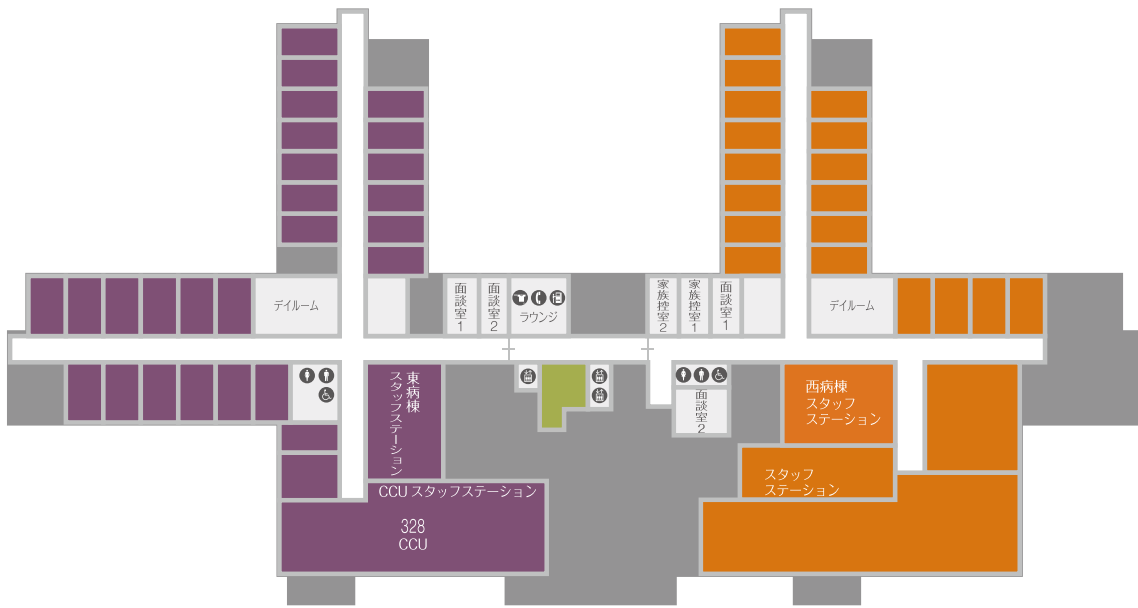 デイルーム
面談室1
面談室2
ラウンジ
家族控室2
家族控室1
面談室1
デイルーム
東病棟
スタッフステーション
面談室2
西病棟
スタッフ
ステーション
スタッフ
ステーション
CCU スタッフステーション
328
CCU